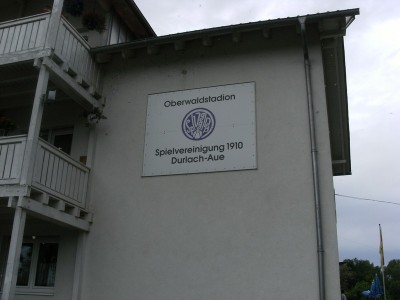 Oberwaldstadion
Spielvereinigung 1910
Durlach-Aue